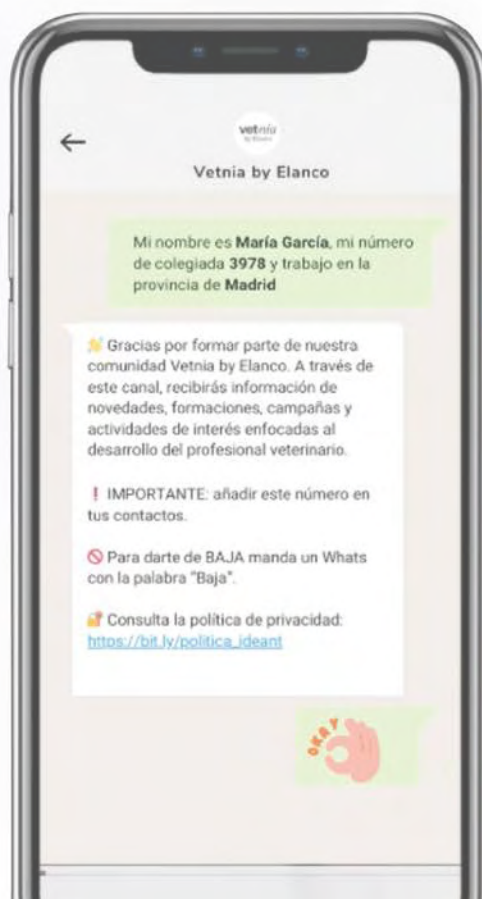 vetnia
by Elanco
Vetnia by Elanco
Mi nombre es María García, mi número
de colegiada 3978 y trabajo en la
provincia de Madrid
👋 Gracias por formar parte de nuestra
comunidad Vetnia by Elanco. A través de
este canal, recibirás información de
novedades, formaciones, campañas y
actividades de interés enfocadas al
desarrollo del profesional veterinario.
❗ IMPORTANTE: añadir este número en
tus contactos.
🚫 Para darte de BAJA manda un Whats
con la palabra "Baja".
🔐 Consulta la política de privacidad:
https://bit.ly/politica_ideant
OKAY